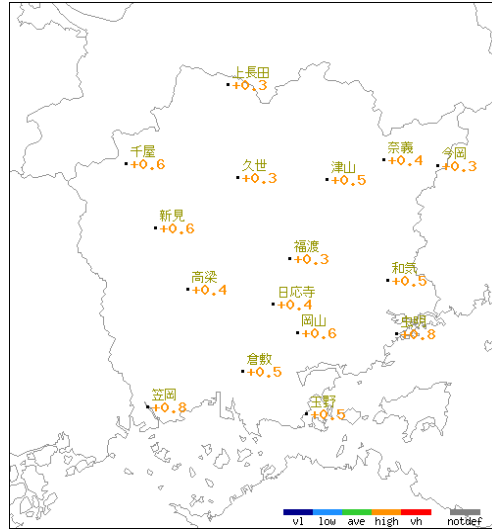 上長田
+0.3
千屋
+0.6
久世
+0.3
津山
+0.5
奈義
+0.4
今岡
+0.3
新見
+0.6
福渡
+0.3
高梁
+0.4
和気
+0.5
日応寺
+0.4
岡山
+0.6
虫明
+0.8
倉敷
+0.5
笠岡
+0.8
玉野
+0.5
vl low ave high vh notdef